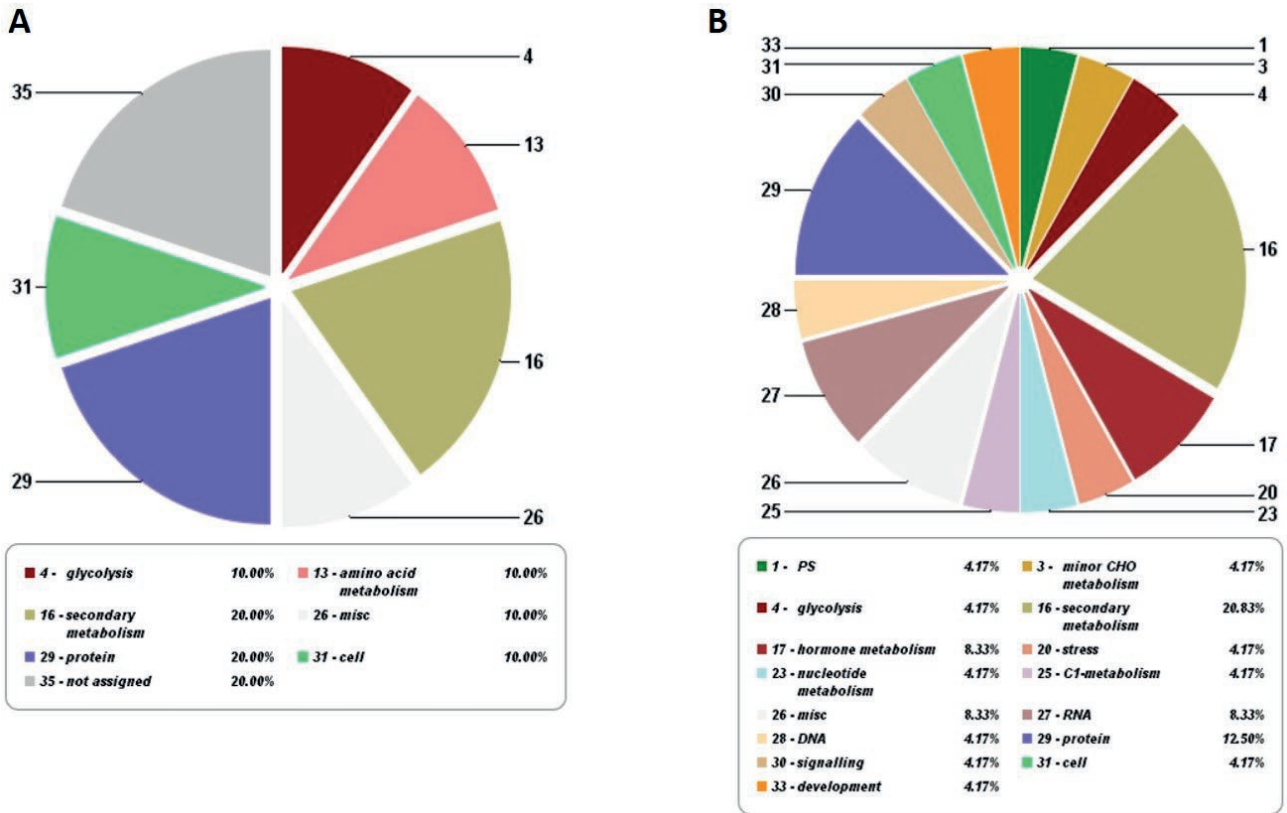 A
B
4
13
16
26
29
31
35
33
31
30
29
28
27
26
25
1
3
4
16
17
20
23
4 - glycolysis 10.00% 13 - amino acid
metabolism 10.00%
16 - secondary
metabolism 20.00% 26 - misc 10.00%
29 - protein 20.00% 31 - cell 10.00%
35 - not assigned 20.00%
1 - PS 4.17% 3 - minor CHO
metabolism 4.17%
4 - glycolysis 4.17% 16 - secondary
metabolism 20.83%
17 - hormone metabolism 8.33% 20 - stress 4.17%
23 - nucleotide
metabolism 4.17% 25 - C1-metabolism 4.17%
26 - misc 8.33% 27 - RNA 8.33%
28 - DNA 4.17% 29 - protein 12.50%
30 - signalling 4.17% 31 - cell 4.17%
33 - development 4.17%